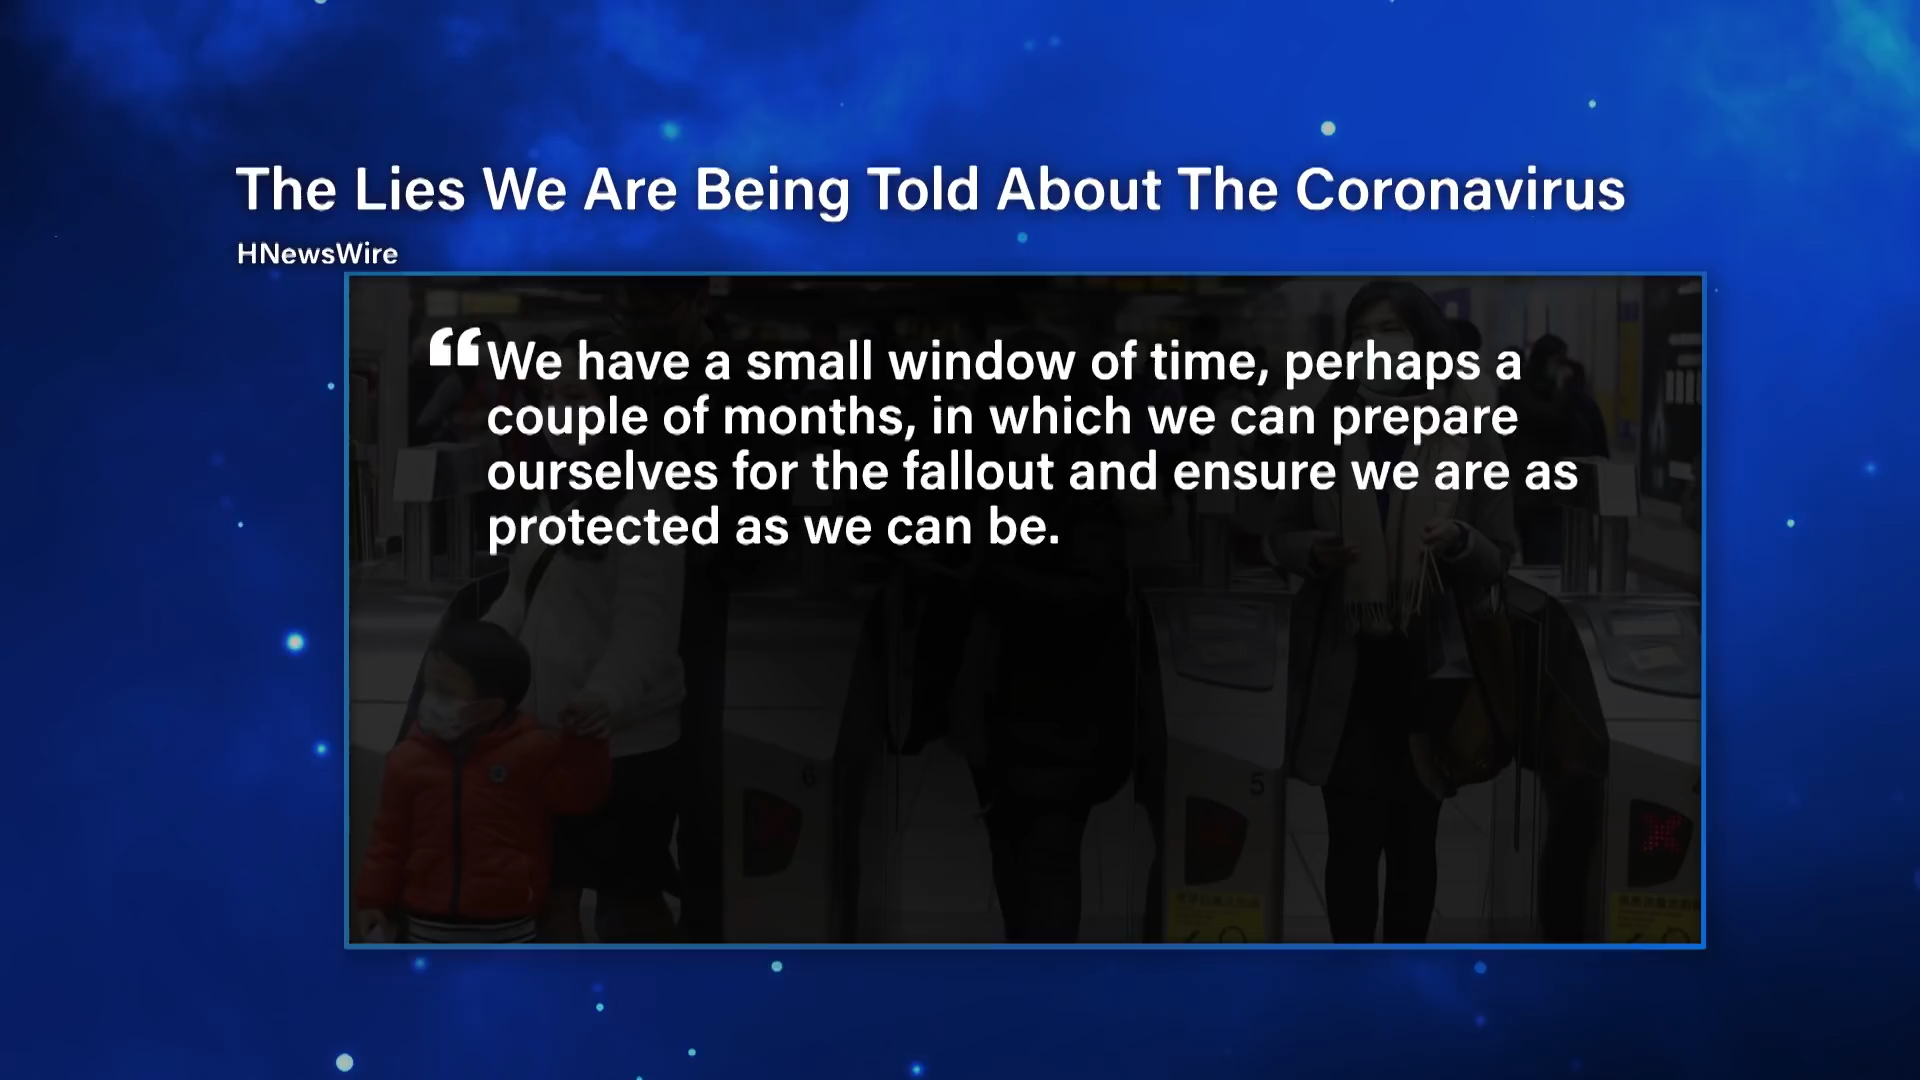 The Lies We Are Being Told About The Coronavirus
HNewsWire
“We have a small window of time, perhaps a
couple of months, in which we can prepare
ourselves for the fallout and ensure we are as
protected as we can be.
6
5